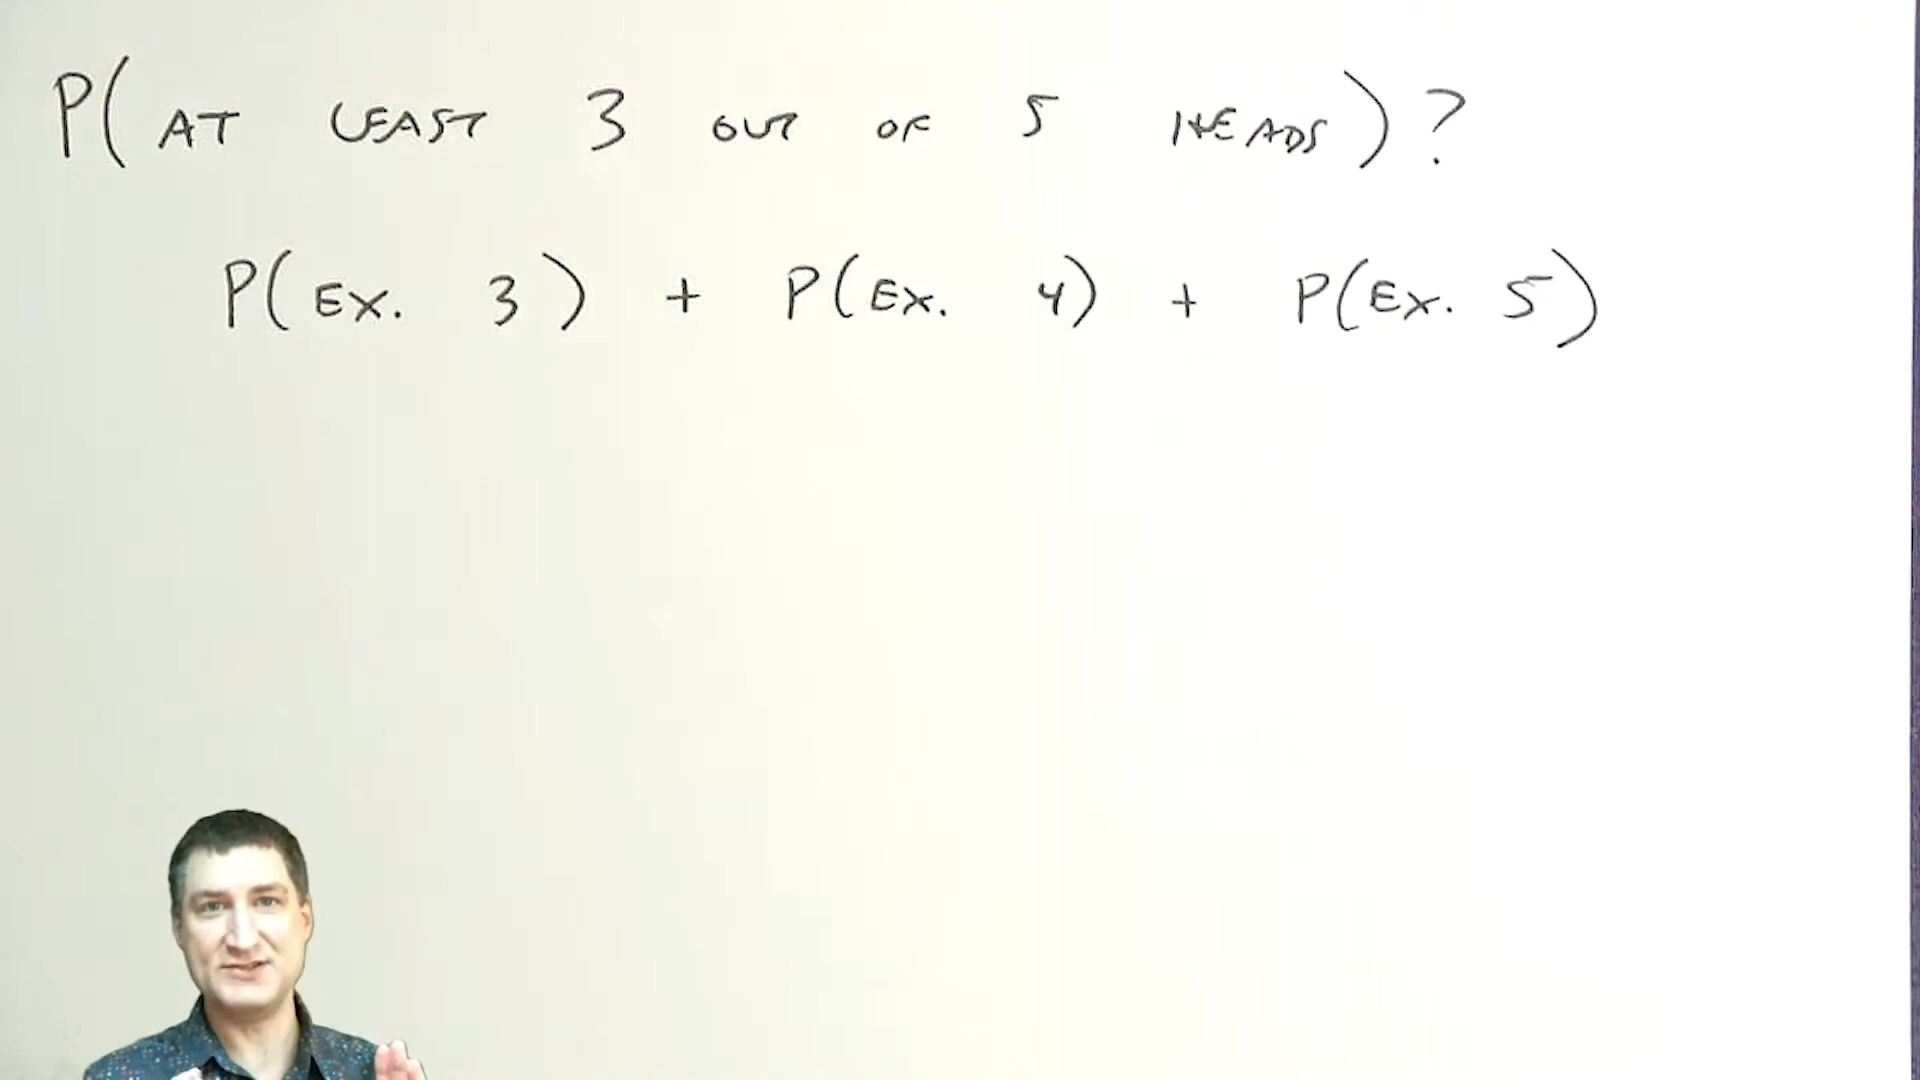 P( AT LEAST 3 OUT OF 5 HEADS ) ?
P( EX. 3 ) + P( EX. 4 ) + P( EX. 5 )